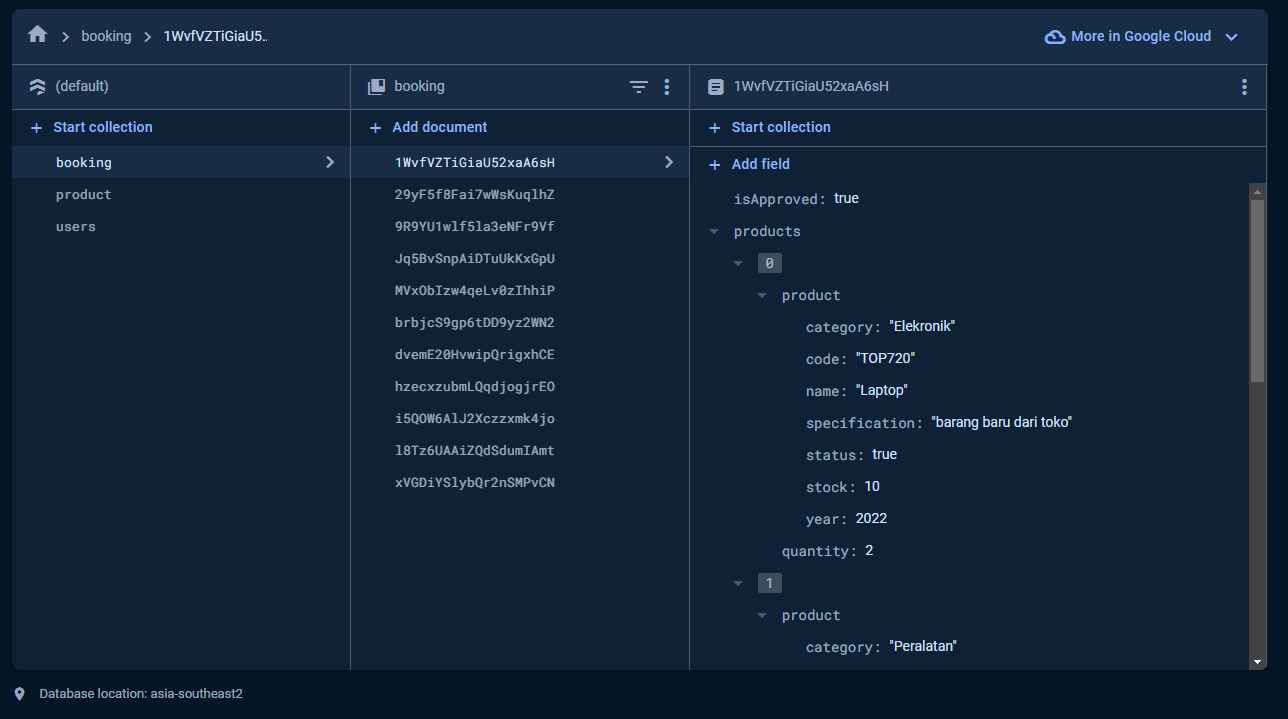 booking 1WvfVZTiGiaU5.. More in Google Cloud
(default)
Start collection
booking
product
users
booking
Add document
1WvfVZTiGiaU52xaA6sH
29yF5f8Fai7wWsKuqlhZ
9R9YU1wlf5la3eNFr9Vf
Jq5BvSnpAiDTuUkKxGpU
MVxObIzw4qeLv0zIhhiP
brbjcS9gp6tDD9yz2WN2
dvemE20HvwipQrigxhCE
hzecxzubmLQqdjogjrEO
i5QOW6AlJ2Xczzxmk4jo
l8Tz6UAAiZQdSdumIAmt
xVGDiYSlybQr2nSMPvCN
1WvfVZTiGiaU52xaA6sH
Start collection
Add field
isApproved: true
products
0
product
category: "Elekronik"
code: "TOP720"
name: "Laptop"
specification: "barang baru dari toko"
status: true
stock: 10
year: 2022
quantity: 2
1
product
category: "Peralatan"
Database location: asia-southeast2